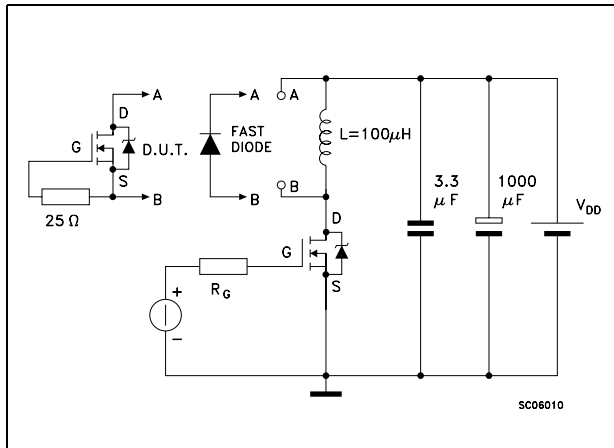 A
D
G
D.U.T.
S
B
25 Ω
A
FAST
DIODE
B
A
L=100μH
B
D
G
S
R_G
+
−
3.3
μF
1000
μF
V_DD
SC06010